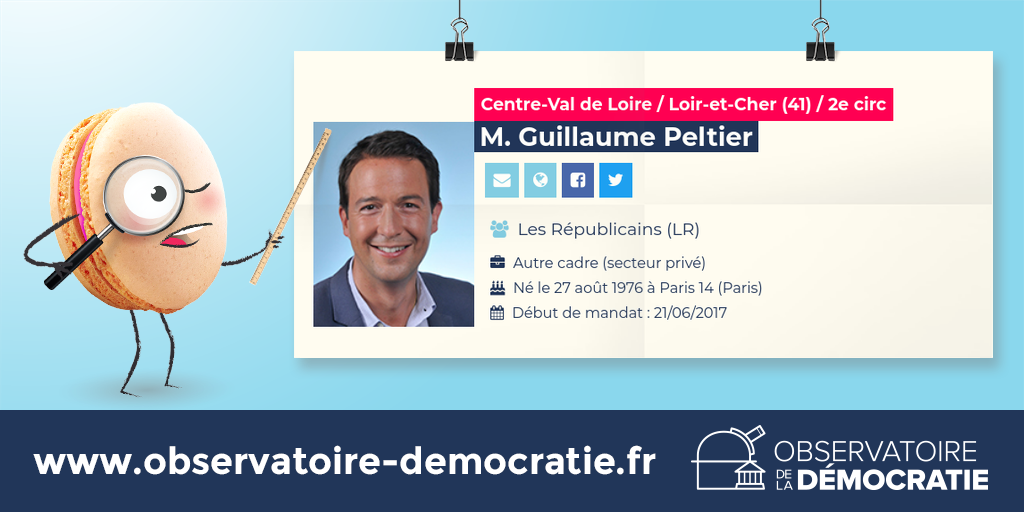 Centre-Val de Loire / Loir-et-Cher (41) / 2e circ
M. Guillaume Peltier
Les Républicains (LR)
Autre cadre (secteur privé)
Né le 27 août 1976 à Paris 14 (Paris)
Début de mandat : 21/06/2017
www.observatoire-democratie.fr
OBSERVATOIRE
DE LA DÉMOCRATIE